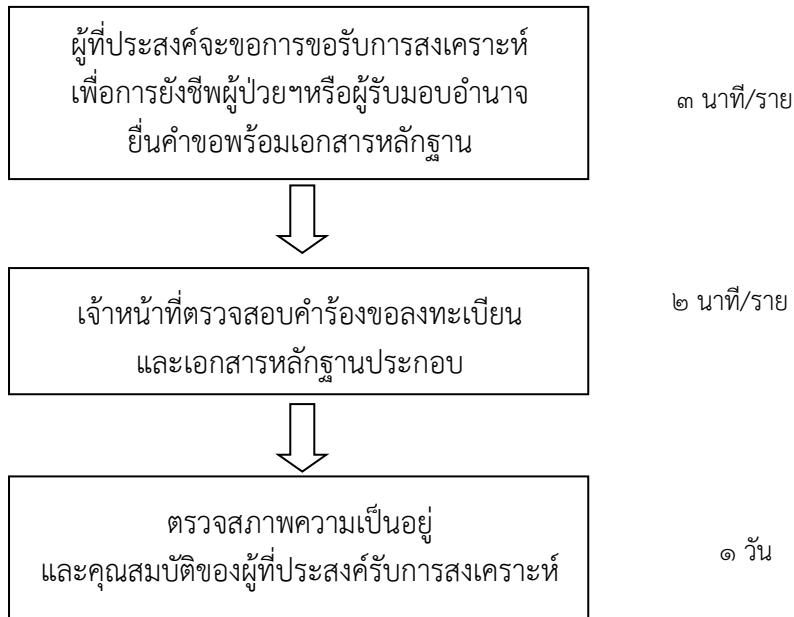 ผู้ที่ประสงค์จะขอการขอรับการสงเคราะห์
เพื่อการยังชีพผู้ป่วยฯหรือผู้รับมอบอำนาจ
ยื่นคำขอพร้อมเอกสารหลักฐาน
๓ นาที/ราย
เจ้าหน้าที่ตรวจสอบคำร้องขอลงทะเบียน
และเอกสารหลักฐานประกอบ
๒ นาที/ราย
ตรวจสภาพความเป็นอยู่
และคุณสมบัติของผู้ที่ประสงค์รับการสงเคราะห์
๑ วัน